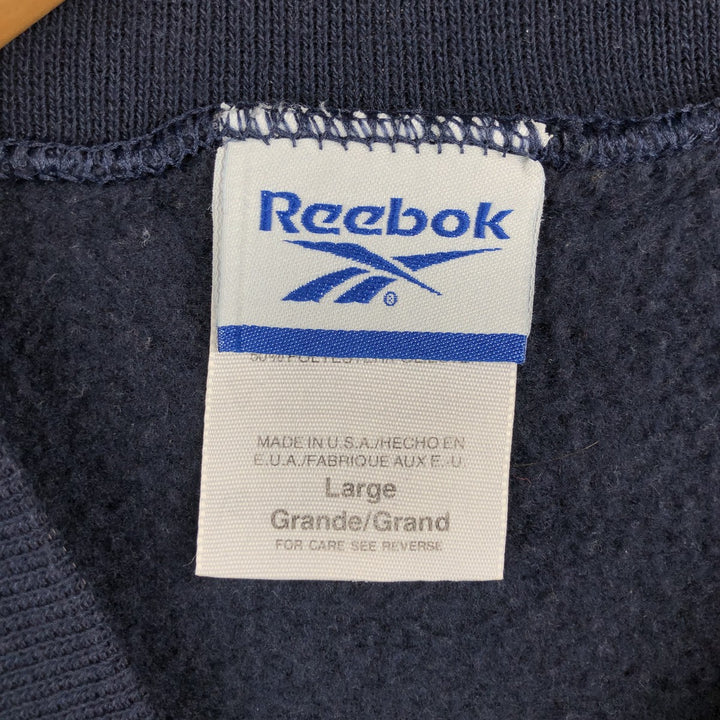 Reebok
®
MADE IN U.S.A./HECHO EN
E.U.A./FABRIQUE AUX E.-U.
Large
Grande/Grand
FOR CARE SEE REVERSE